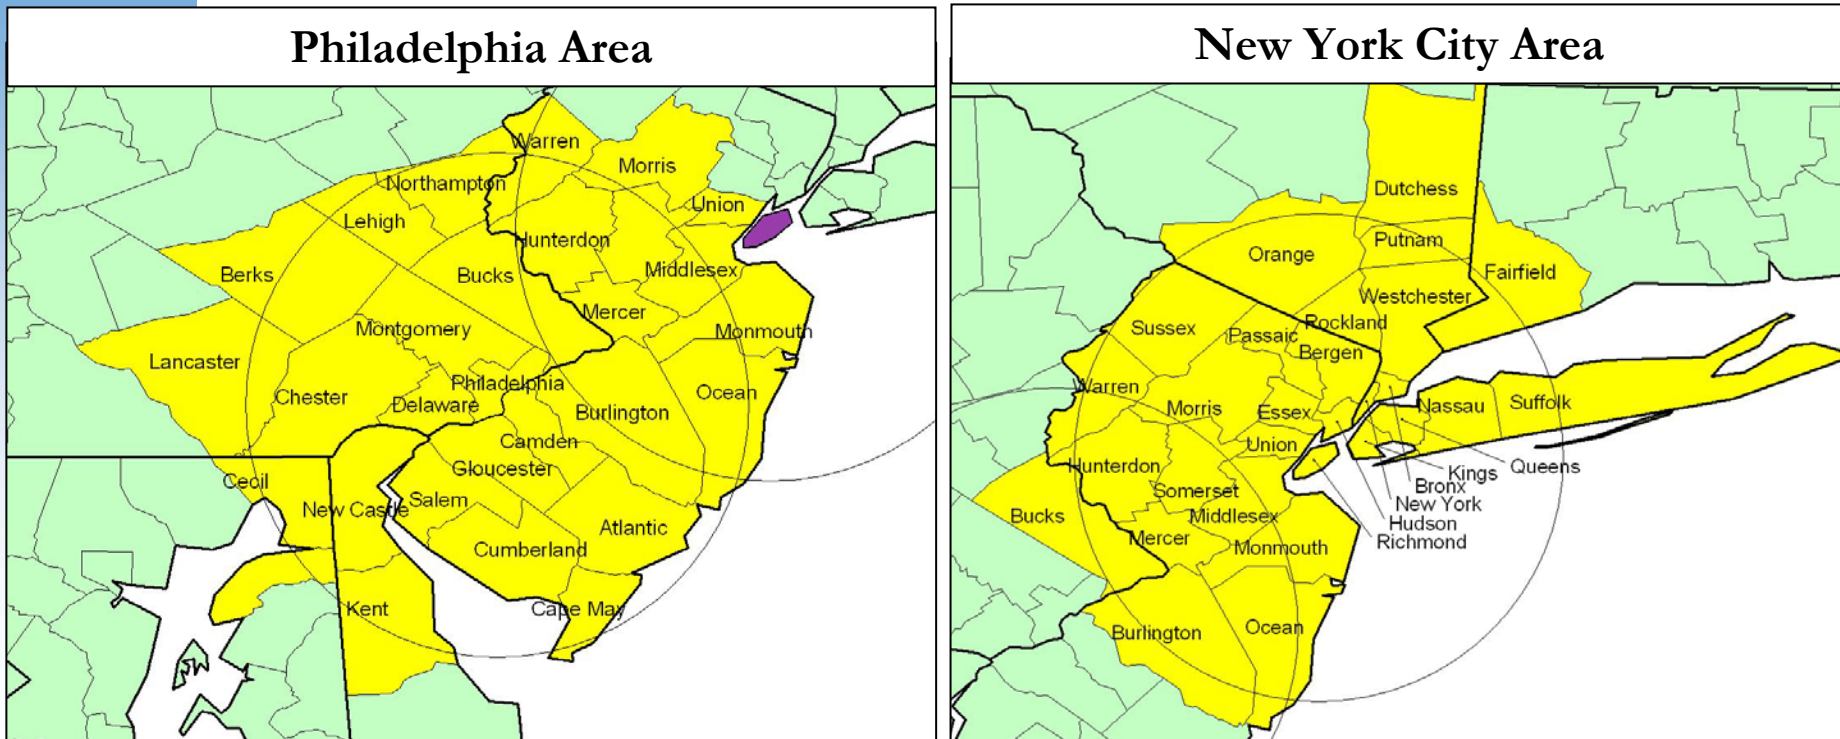 Philadelphia Area
Warren
Morris
Northampton
Union
Lehigh
Hunterdon
Berks
Bucks
Middlesex
Mercer
Montgomery
Monmouth
Lancaster
Philadelphia
Ocean
Chester
Delaware
Burlington
Camden
Gloucester
Cecil
Salem
New Castle
Atlantic
Cumberland
Kent
Cape May
New York City Area
Dutchess
Putnam
Orange
Fairfield
Westchester
Rockland
Sussex
Passaic
Bergen
Warren
Morris
Essex
Nassau
Suffolk
Union
Hunterdon
Queens
Kings
Bronx
Somerset
New York
Bucks
Middlesex
Hudson
Mercer
Richmond
Monmouth
Burlington
Ocean